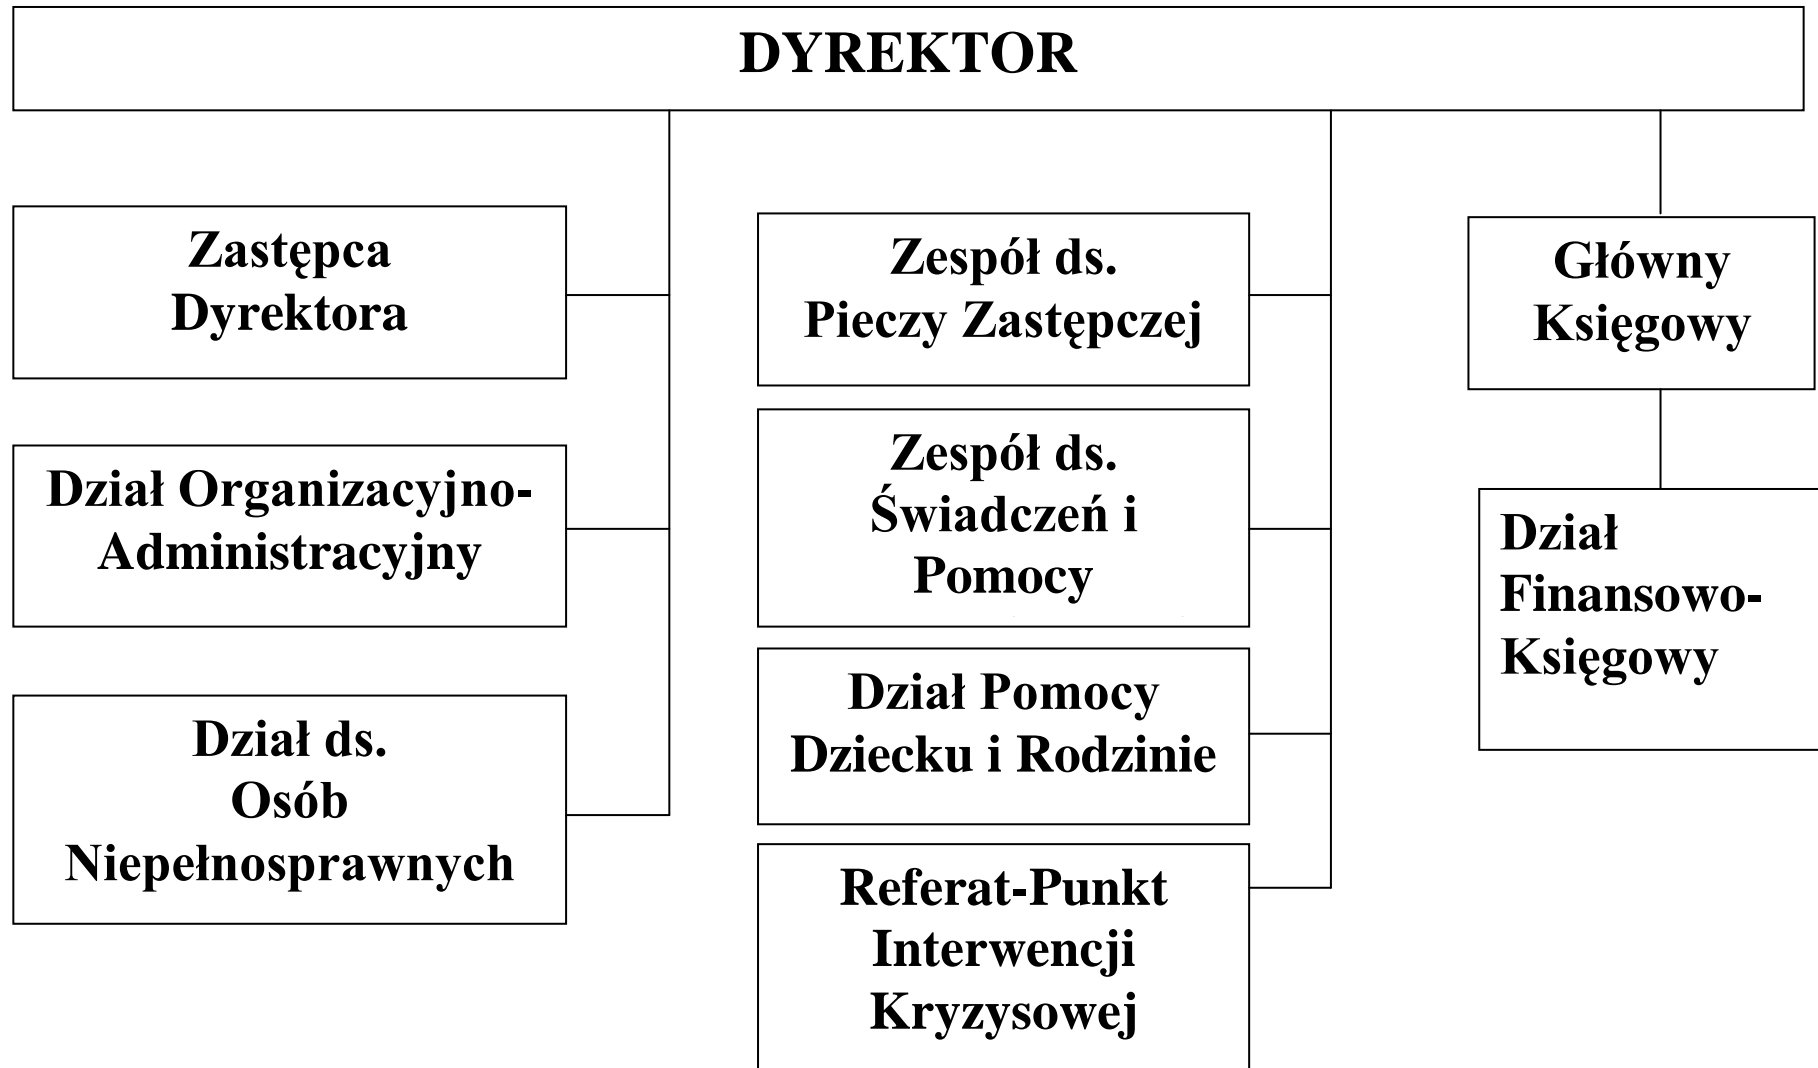 DYREKTOR
Zastępca
Dyrektora
Dział Organizacyjno-
Administracyjny
Dział ds.
Osób
Niepełnosprawnych
Zespół ds.
Pieczy Zastępczej
Zespół ds.
Świadczeń i
Pomocy
Dział Pomocy
Dziecku i Rodzinie
Referat-Punkt
Interwencji
Kryzysowej
Główny
Księgowy
Dział
Finansowo-
Księgowy